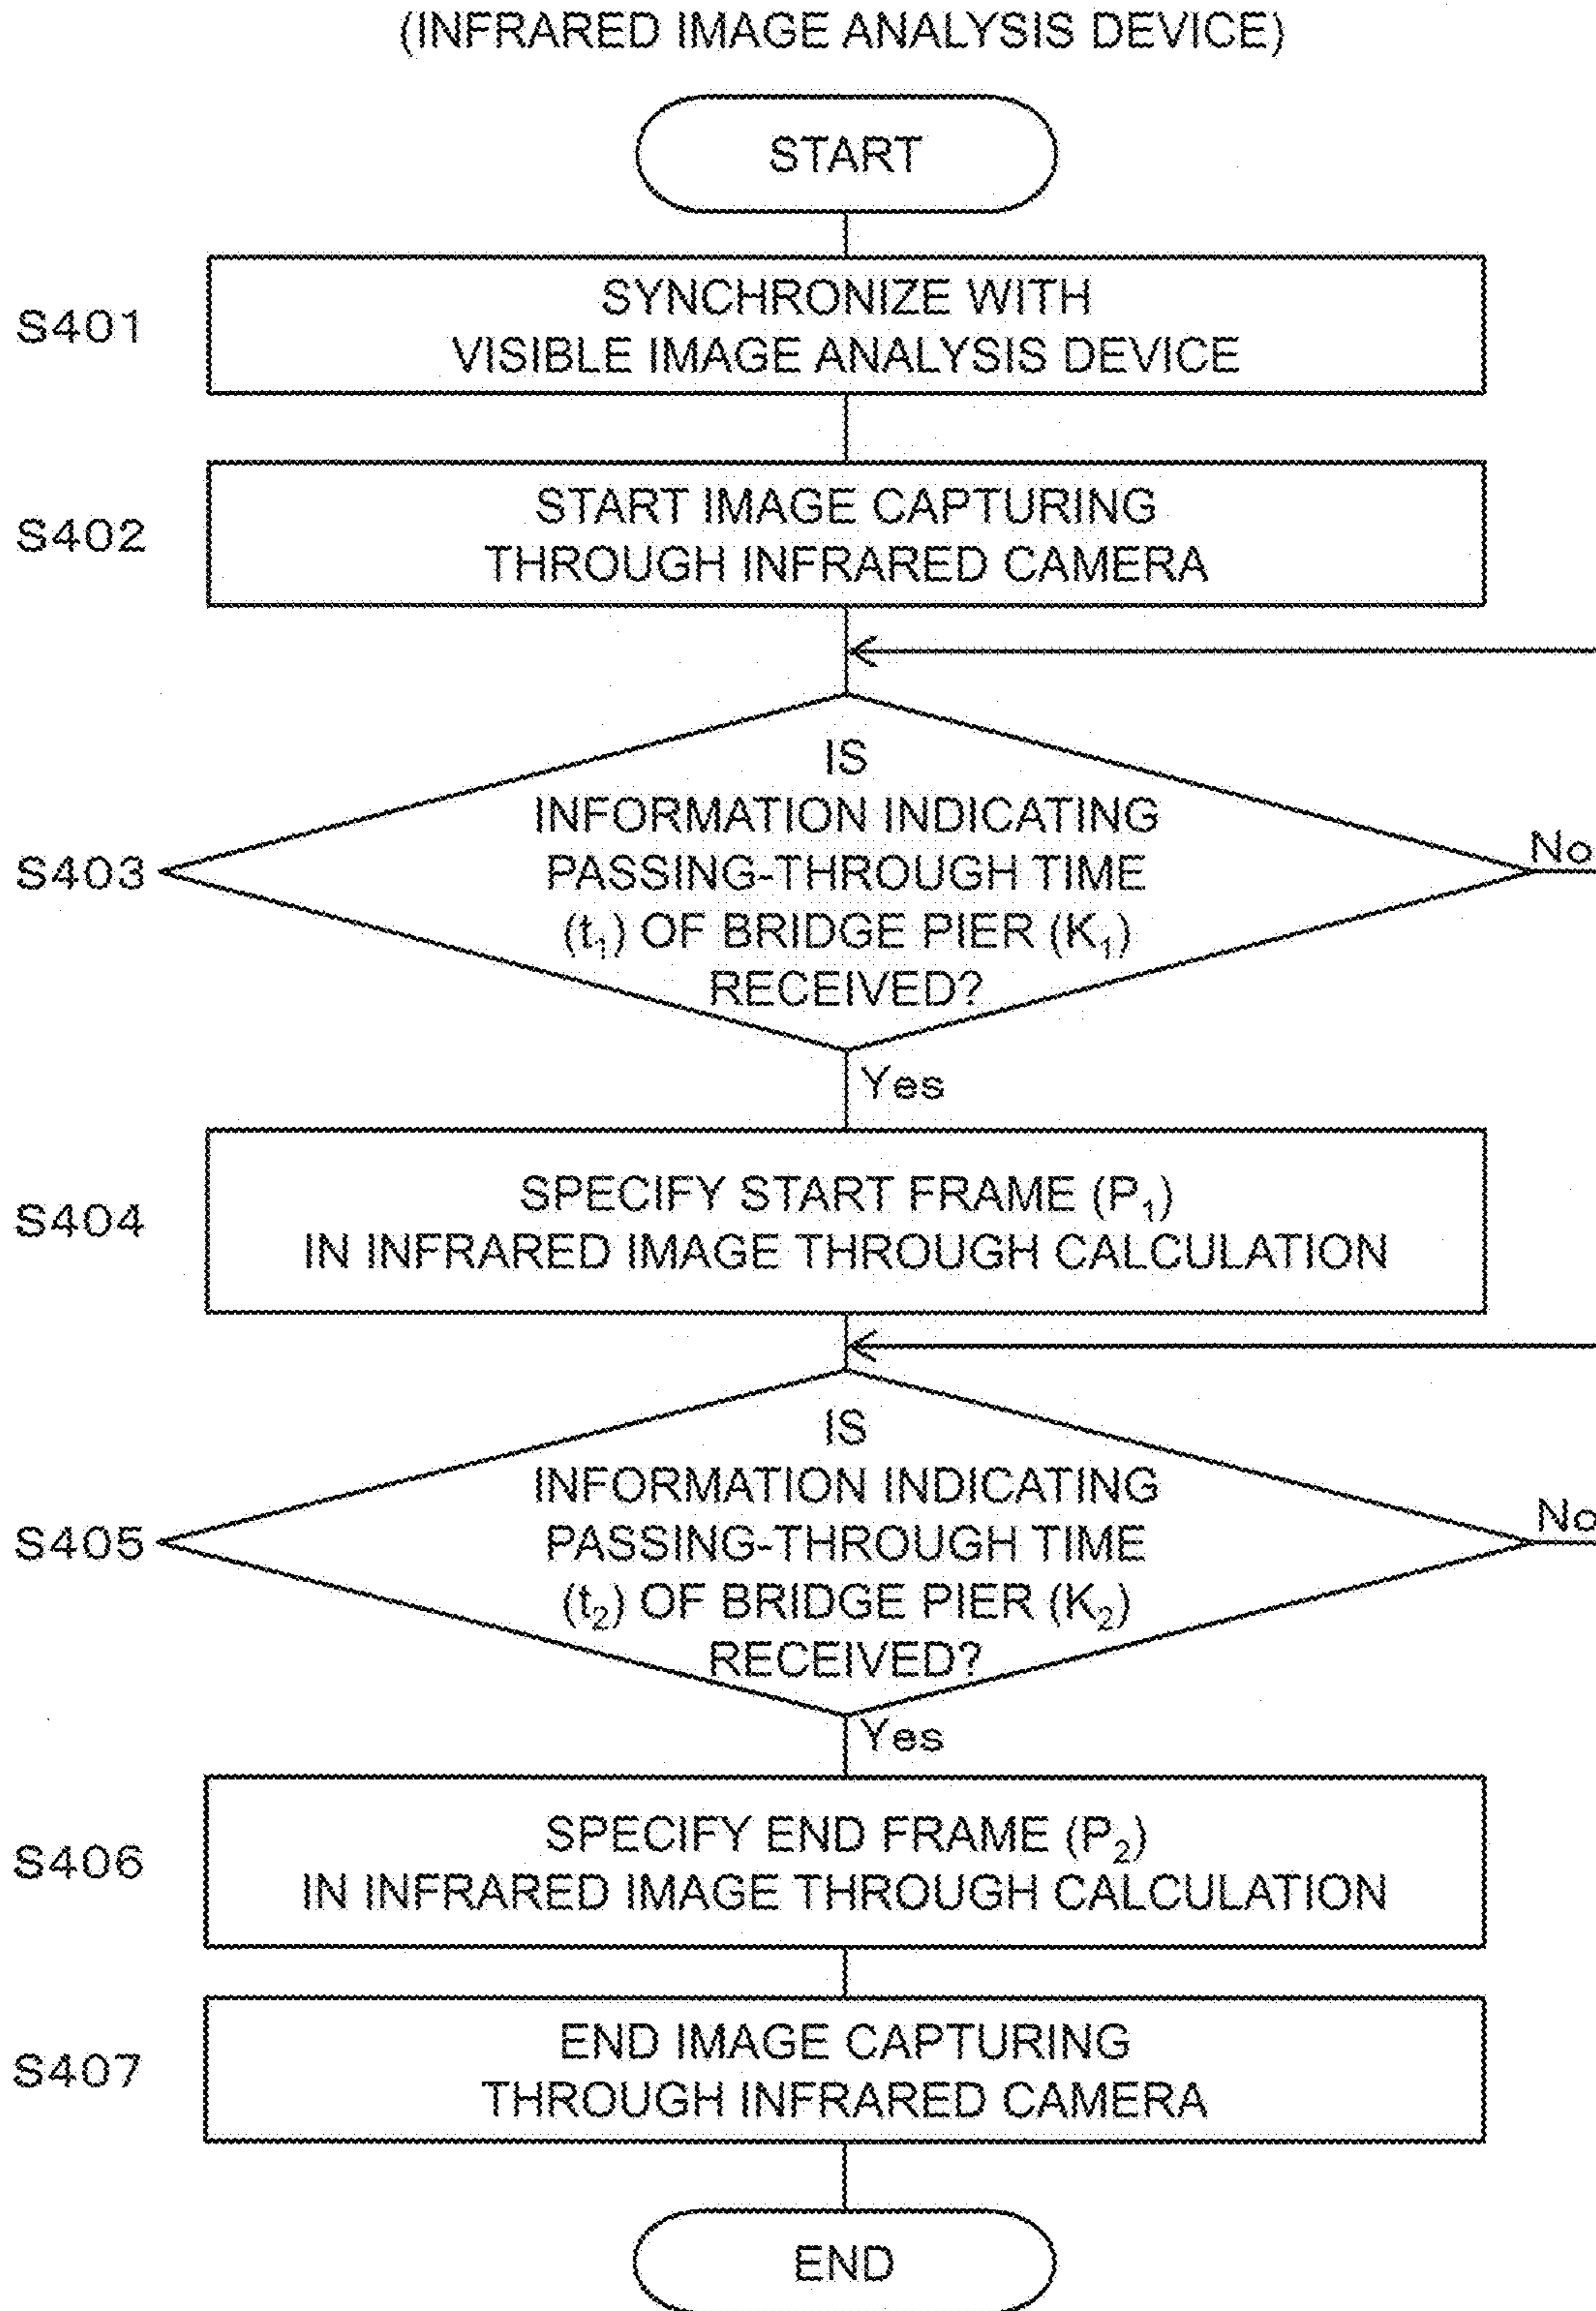 (INFRARED IMAGE ANALYSIS DEVICE)
START
S401
SYNCHRONIZE WITH
VISIBLE IMAGE ANALYSIS DEVICE
S402
START IMAGE CAPTURING
THROUGH INFRARED CAMERA
S403
IS
INFORMATION INDICATING
PASSING-THROUGH TIME
(t₁) OF BRIDGE PIER (K₁)
RECEIVED?
No
Yes
S404
SPECIFY START FRAME (P₁)
IN INFRARED IMAGE THROUGH CALCULATION
S405
IS
INFORMATION INDICATING
PASSING-THROUGH TIME
(t₂) OF BRIDGE PIER (K₂)
RECEIVED?
No
Yes
S406
SPECIFY END FRAME (P₂)
IN INFRARED IMAGE THROUGH CALCULATION
S407
END IMAGE CAPTURING
THROUGH INFRARED CAMERA
END